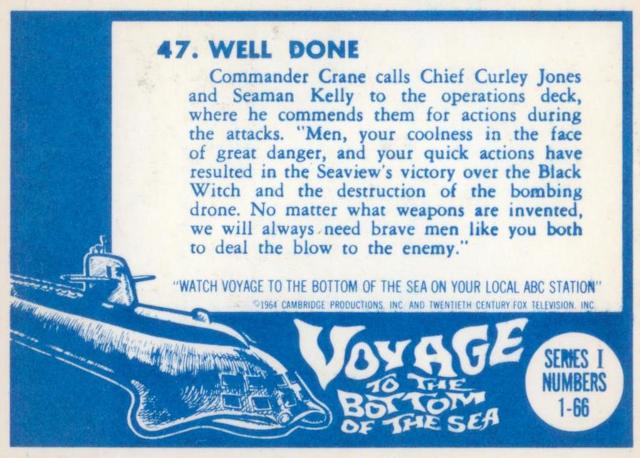 47. WELL DONE
Commander Crane calls Chief Curley Jones
and Seaman Kelly to the operations deck,
where he commends them for actions during
the attacks. "Men, your coolness in the face
of great danger, and your quick actions have
resulted in the Seaview's victory over the Black
Witch and the destruction of the bombing
drone. No matter what weapons are invented,
we will always need brave men like you both
to deal the blow to the enemy."
"WATCH VOYAGE TO THE BOTTOM OF THE SEA ON YOUR LOCAL ABC STATION"
©1964 CAMBRIDGE PRODUCTIONS, INC. AND TWENTIETH CENTURY-FOX TELEVISION, INC.
VOYAGE
TO THE
BOTTOM
OF THE SEA
SERIES I
NUMBERS
1-66